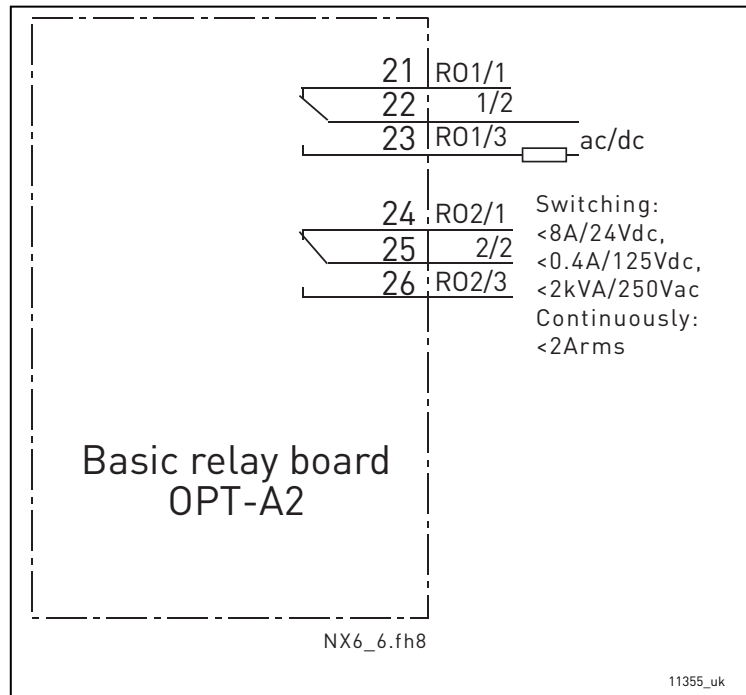 21 RO1/1
22 1/2
23 RO1/3
ac/dc
24 RO2/1
25 2/2
26 RO2/3
Switching:
<8A/24Vdc,
<0.4A/125Vdc,
<2kVA/250Vac
Continuously:
<2Arms
Basic relay board
OPT-A2
NX6_6.fh8
11355_uk